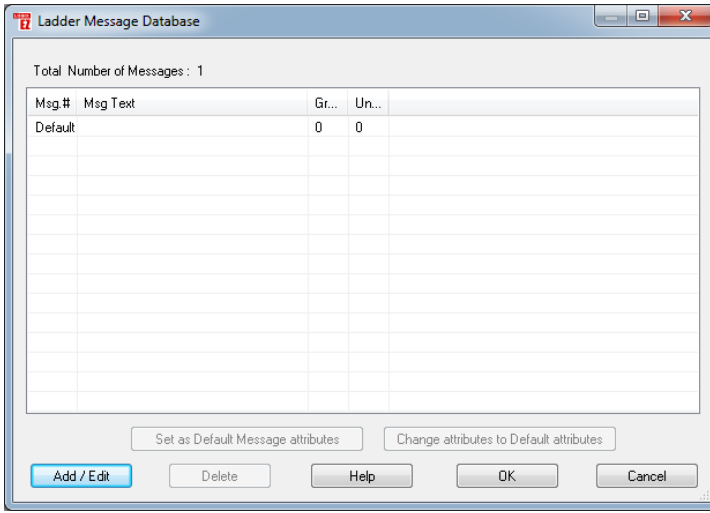 Ladder Message Database
Total Number of Messages : 1
Msg.# Msg Text Gr... Un...
Default 0 0
Set as Default Message attributes Change attributes to Default attributes
Add / Edit Delete Help OK Cancel